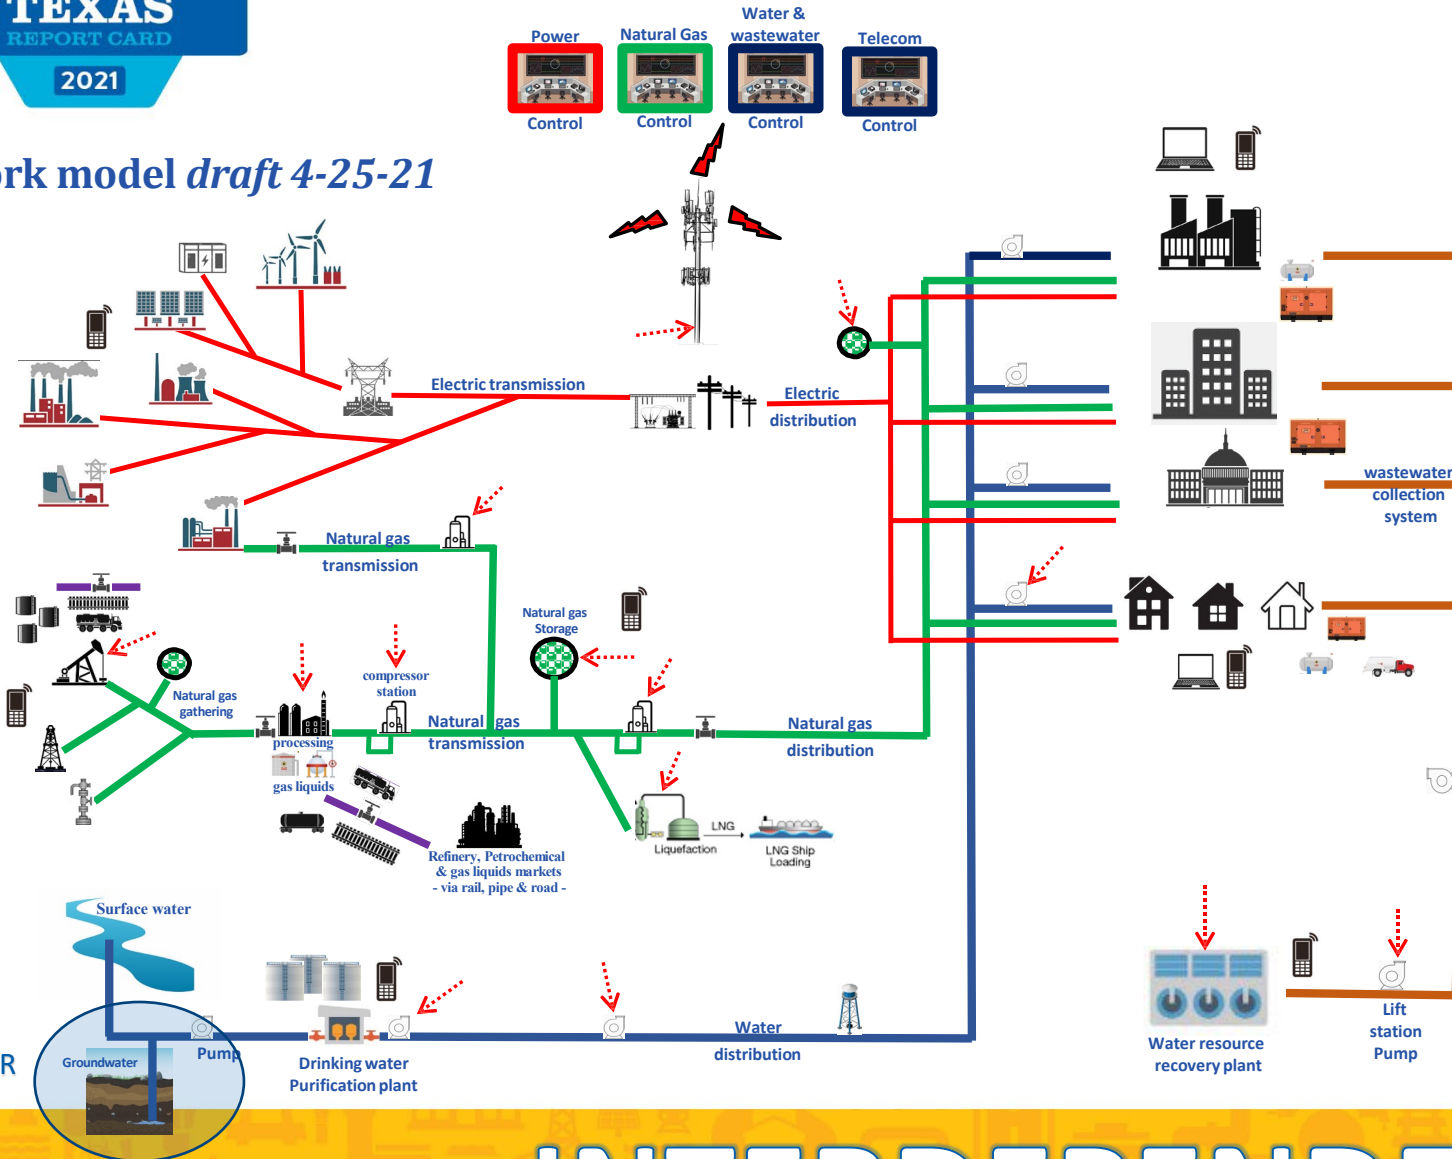 TEXAS
REPORT CARD
2021
Power
Control
Natural Gas
Control
Water &
wastewater
Control
Telecom
Control
model draft 4-25-21
Electric transmission
Electric
distribution
wastewater
collection
system
Natural gas
transmission
Natural gas
Storage
compressor
station
Natural gas
gathering
Natural gas
transmission
Natural gas
distribution
processing
gas liquids
LNG
Liquefaction
LNG Ship
Loading
Refinery, Petrochemical
& gas liquids markets
- via rail, pipe & road -
Surface water
Groundwater
Pump
Drinking water
Purification plant
Water
distribution
Water resource
recovery plant
Lift
station
Pump
R